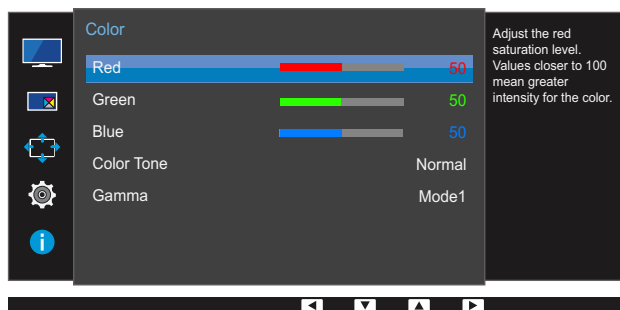 Color
Red 50
Green 50
Blue 50
Color Tone Normal
Gamma Mode1
Adjust the red
saturation level.
Values closer to 100
mean greater
intensity for the color.